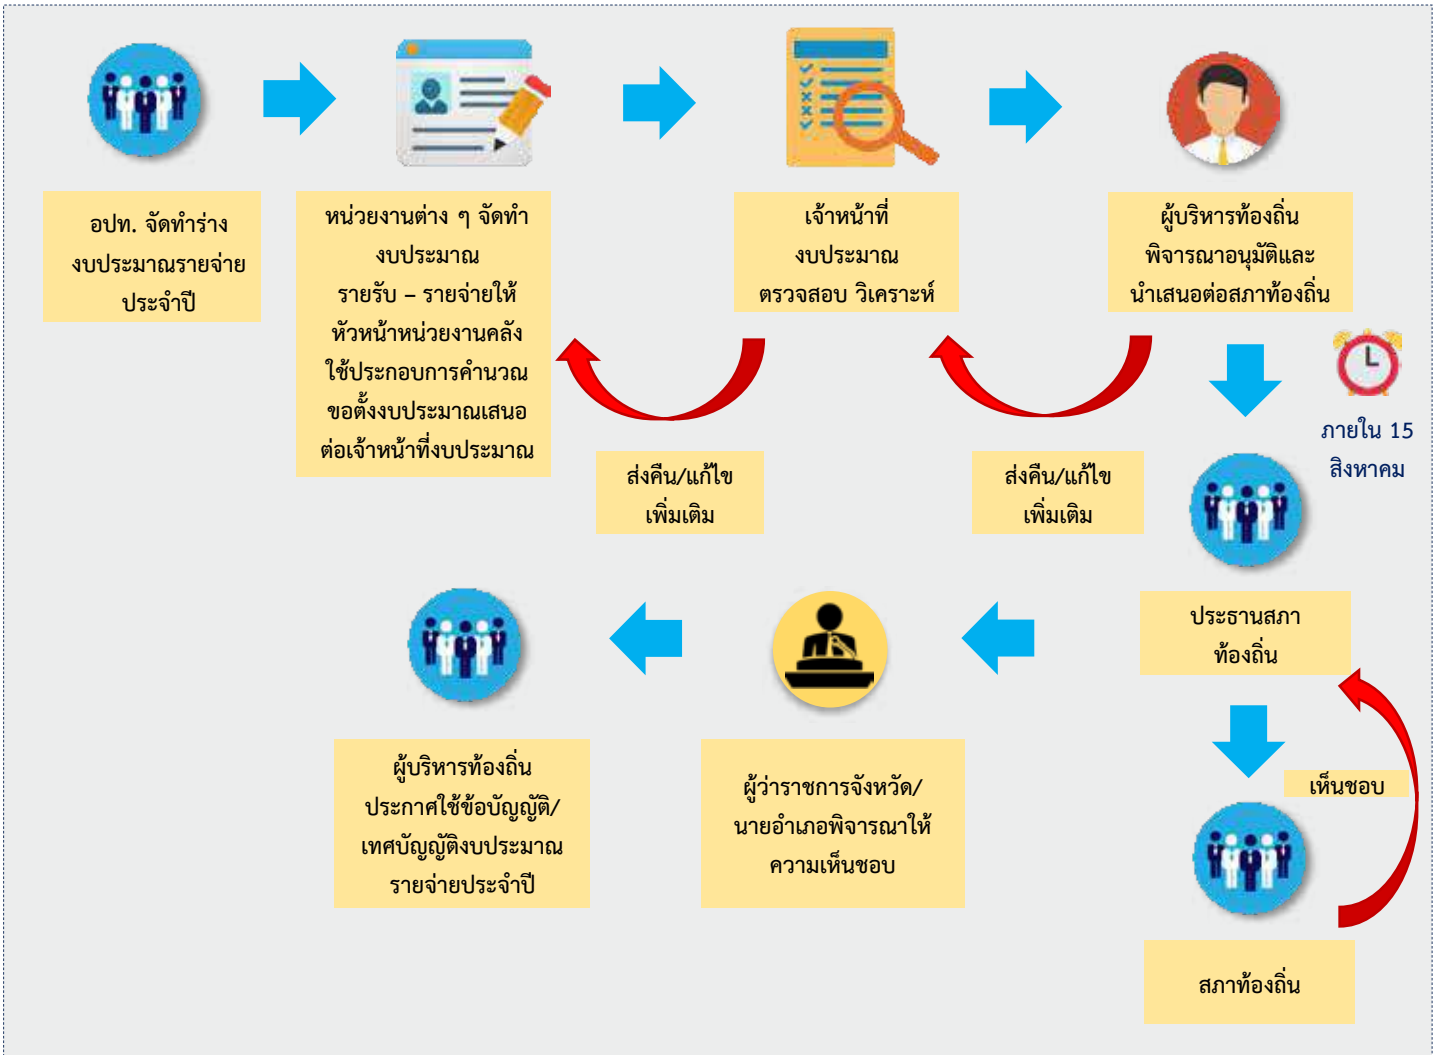 อปท. จัดทำร่าง
งบประมาณรายจ่าย
ประจำปี
หน่วยงานต่าง ๆ จัดทำ
งบประมาณ
รายรับ – รายจ่ายให้
หัวหน้าหน่วยงานคลัง
ใช้ประกอบการคำนวณ
ขอตั้งงบประมาณเสนอ
ต่อเจ้าหน้าที่งบประมาณ
เจ้าหน้าที่
งบประมาณ
ตรวจสอบ วิเคราะห์
ผู้บริหารท้องถิ่น
พิจารณาอนุมัติและ
นำเสนอต่อสภาท้องถิ่น
ส่งคืน/แก้ไข
เพิ่มเติม
ส่งคืน/แก้ไข
เพิ่มเติม
ภายใน 15
สิงหาคม
ประธานสภา
ท้องถิ่น
เห็นชอบ
สภาท้องถิ่น
ผู้ว่าราชการจังหวัด/
นายอำเภอพิจารณาให้
ความเห็นชอบ
ผู้บริหารท้องถิ่น
ประกาศใช้ข้อบัญญัติ/
เทศบัญญัติงบประมาณ
รายจ่ายประจำปี